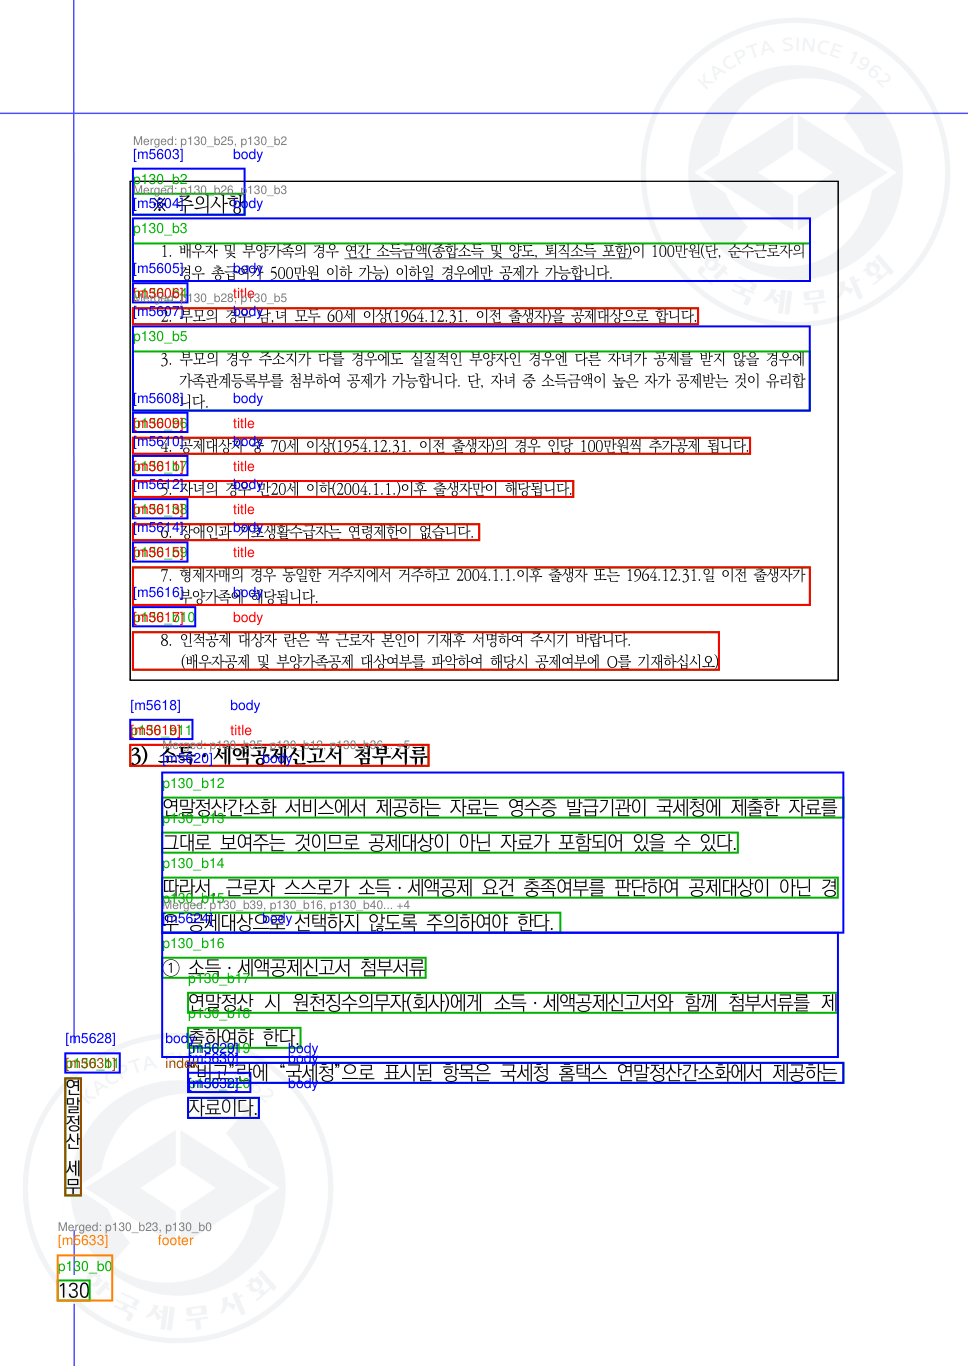 KACPTA SINCE 1962
한국세무사회
Merged: p130_b25, p130_b2
[m5603] body
p130_b2
Merged: p130_b26, p130_b3
※ 주의사항
[m5604] body
p130_b3
1. 배우자 및 부양가족의 경우 연간 소득금액(종합소득 및 양도, 퇴직소득 포함)이 100만원(단, 순수근로자의
[m5605] body
경우 총급여가 500만원 이하 가능) 이하일 경우에만 공제가 가능합니다.
[m5606] title
Merged: p130_b28, p130_b5
[m5607] body
2. 부모의 경우 남,녀 모두 60세 이상(1964.12.31. 이전 출생자)을 공제대상으로 합니다.
p130_b5
3. 부모의 경우 주소지가 다를 경우에도 실질적인 부양자인 경우엔 다른 자녀가 공제를 받지 않을 경우에
가족관계등록부를 첨부하여 공제가 가능합니다. 단, 자녀 중 소득금액이 높은 자가 공제받는 것이 유리합
[m5608] body
니다.
[m5609] title
[m5610] body
4. 공제대상자 중 70세 이상(1954.12.31. 이전 출생자)의 경우 인당 100만원씩 추가공제 됩니다.
[m5611] title
[m5612] body
5. 자녀의 경우 만20세 이하(2004.1.1.)이후 출생자만이 해당됩니다.
[m5613] title
[m5614] body
6. 장애인과 기초생활수급자는 연령제한이 없습니다.
[m5615] title
7. 형제자매의 경우 동일한 거주지에서 거주하고 2004.1.1.이후 출생자 또는 1964.12.31.일 이전 출생자가
[m5616] body
부양가족에 해당됩니다.
[m5617] body
8. 인적공제 대상자 란은 꼭 근로자 본인이 기재후 서명하여 주시기 바랍니다.
(배우자공제 및 부양가족공제 대상여부를 파악하여 해당시 공제여부에 O를 기재하십시오)
[m5618] body
[m5619] title
3) 소득·세액공제신고서 첨부서류
[m5620] body
p130_b12
연말정산간소화 서비스에서 제공하는 자료는 영수증 발급기관이 국세청에 제출한 자료를
p130_b13
그대로 보여주는 것이므로 공제대상이 아닌 자료가 포함되어 있을 수 있다.
p130_b14
따라서, 근로자 스스로가 소득·세액공제 요건 충족여부를 판단하여 공제대상이 아닌 경
p130_b15
Merged: p130_b39, p130_b16, p130_b40... +4
[m5624] body
우 공제대상으로 선택하지 않도록 주의하여야 한다.
p130_b16
① 소득·세액공제신고서 첨부서류
p130_b17
연말정산 시 원천징수의무자(회사)에게 소득·세액공제신고서와 함께 첨부서류를 제
p130_b18
출하여야 한다.
[m5628] body
[m5629] body
[m5630] body
[m5631] index
"비고"란에 "국세청"으로 표시된 항목은 국세청 홈택스 연말정산간소화에서 제공하는
[m5632] body
자료이다.
연말정산 세무
Merged: p130_b23, p130_b0
[m5633] footer
p130_b0
130
한국세무사회